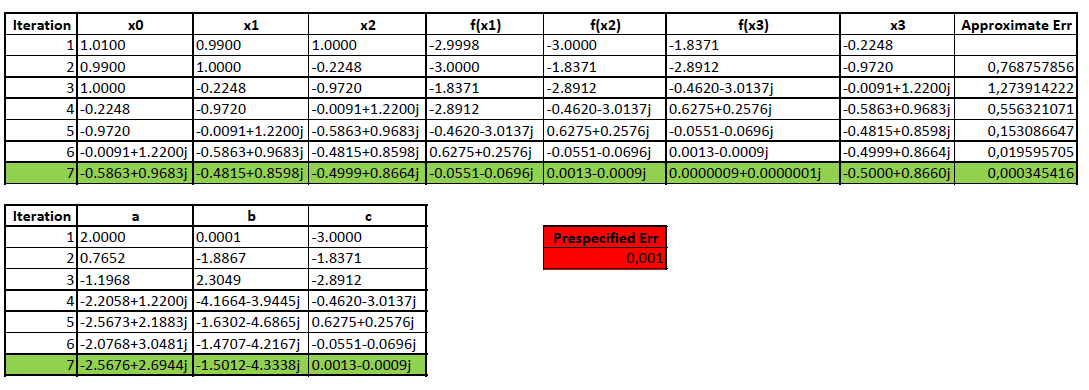 Iteration x0 x1 x2 f(x1) f(x2) f(x3) x3 Approximate Err
1 1.0100 0.9900 1.0000 -2.9998 -3.0000 -1.8371 -0.2248
2 0.9900 1.0000 -0.2248 -3.0000 -1.8371 -2.8912 -0.9720 0,768757856
3 1.0000 -0.2248 -0.9720 -1.8371 -2.8912 -0.4620-3.0137j -0.0091+1.2200j 1,273914222
4 -0.2248 -0.9720 -0.0091+1.2200j -2.8912 -0.4620-3.0137j 0.6275+0.2576j -0.5863+0.9683j 0,556321071
5 -0.9720 -0.0091+1.2200j -0.5863+0.9683j -0.4620-3.0137j 0.6275+0.2576j -0.0551-0.0696j -0.4815+0.8598j 0,153086647
6 -0.0091+1.2200j -0.5863+0.9683j -0.4815+0.8598j 0.6275+0.2576j -0.0551-0.0696j 0.0013-0.0009j -0.4999+0.8664j 0,019595705
7 -0.5863+0.9683j -0.4815+0.8598j -0.4999+0.8664j -0.0551-0.0696j 0.0013-0.0009j 0.0000009+0.0000001j -0.5000+0.8660j 0,000345416
Iteration a b c
1 2.0000 0.0001 -3.0000 Prespecified Err
2 0.7652 -1.8867 -1.8371 0,001
3 -1.1968 2.3049 -2.8912
4 -2.2058+1.2200j -4.1664-3.9445j -0.4620-3.0137j
5 -2.5673+2.1883j -1.6302-4.6865j 0.6275+0.2576j
6 -2.0768+3.0481j -1.4707-4.2167j -0.0551-0.0696j
7 -2.5676+2.6944j -1.5012-4.3338j 0.0013-0.0009j